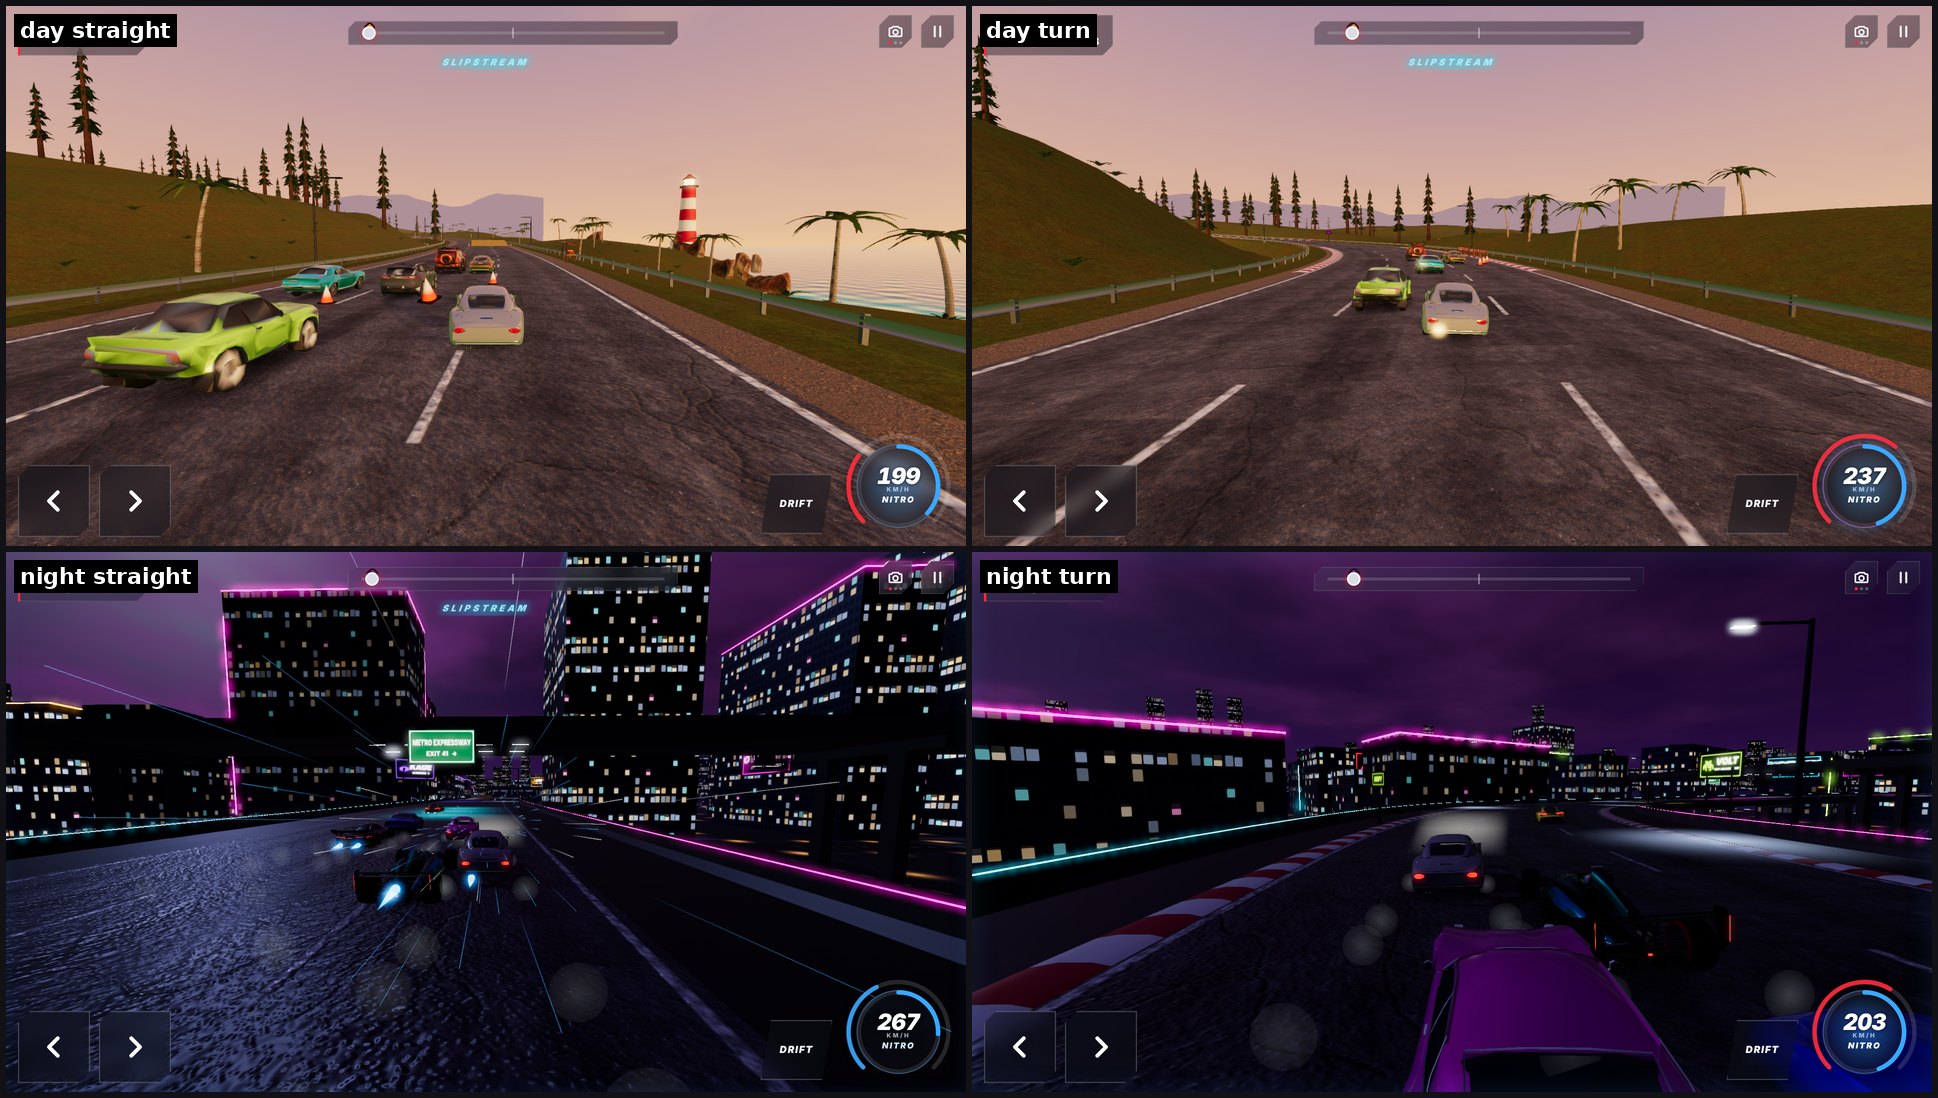 day straight
SLIPSTREAM
199
KM/H
NITRO
DRIFT
day turn
SLIPSTREAM
237
KM/H
NITRO
DRIFT
night straight
SLIPSTREAM
METRO EXPRESSWAY
EXIT 41 →
267
KM/H
NITRO
DRIFT
night turn
VOLT
203
KM/H
NITRO
DRIFT